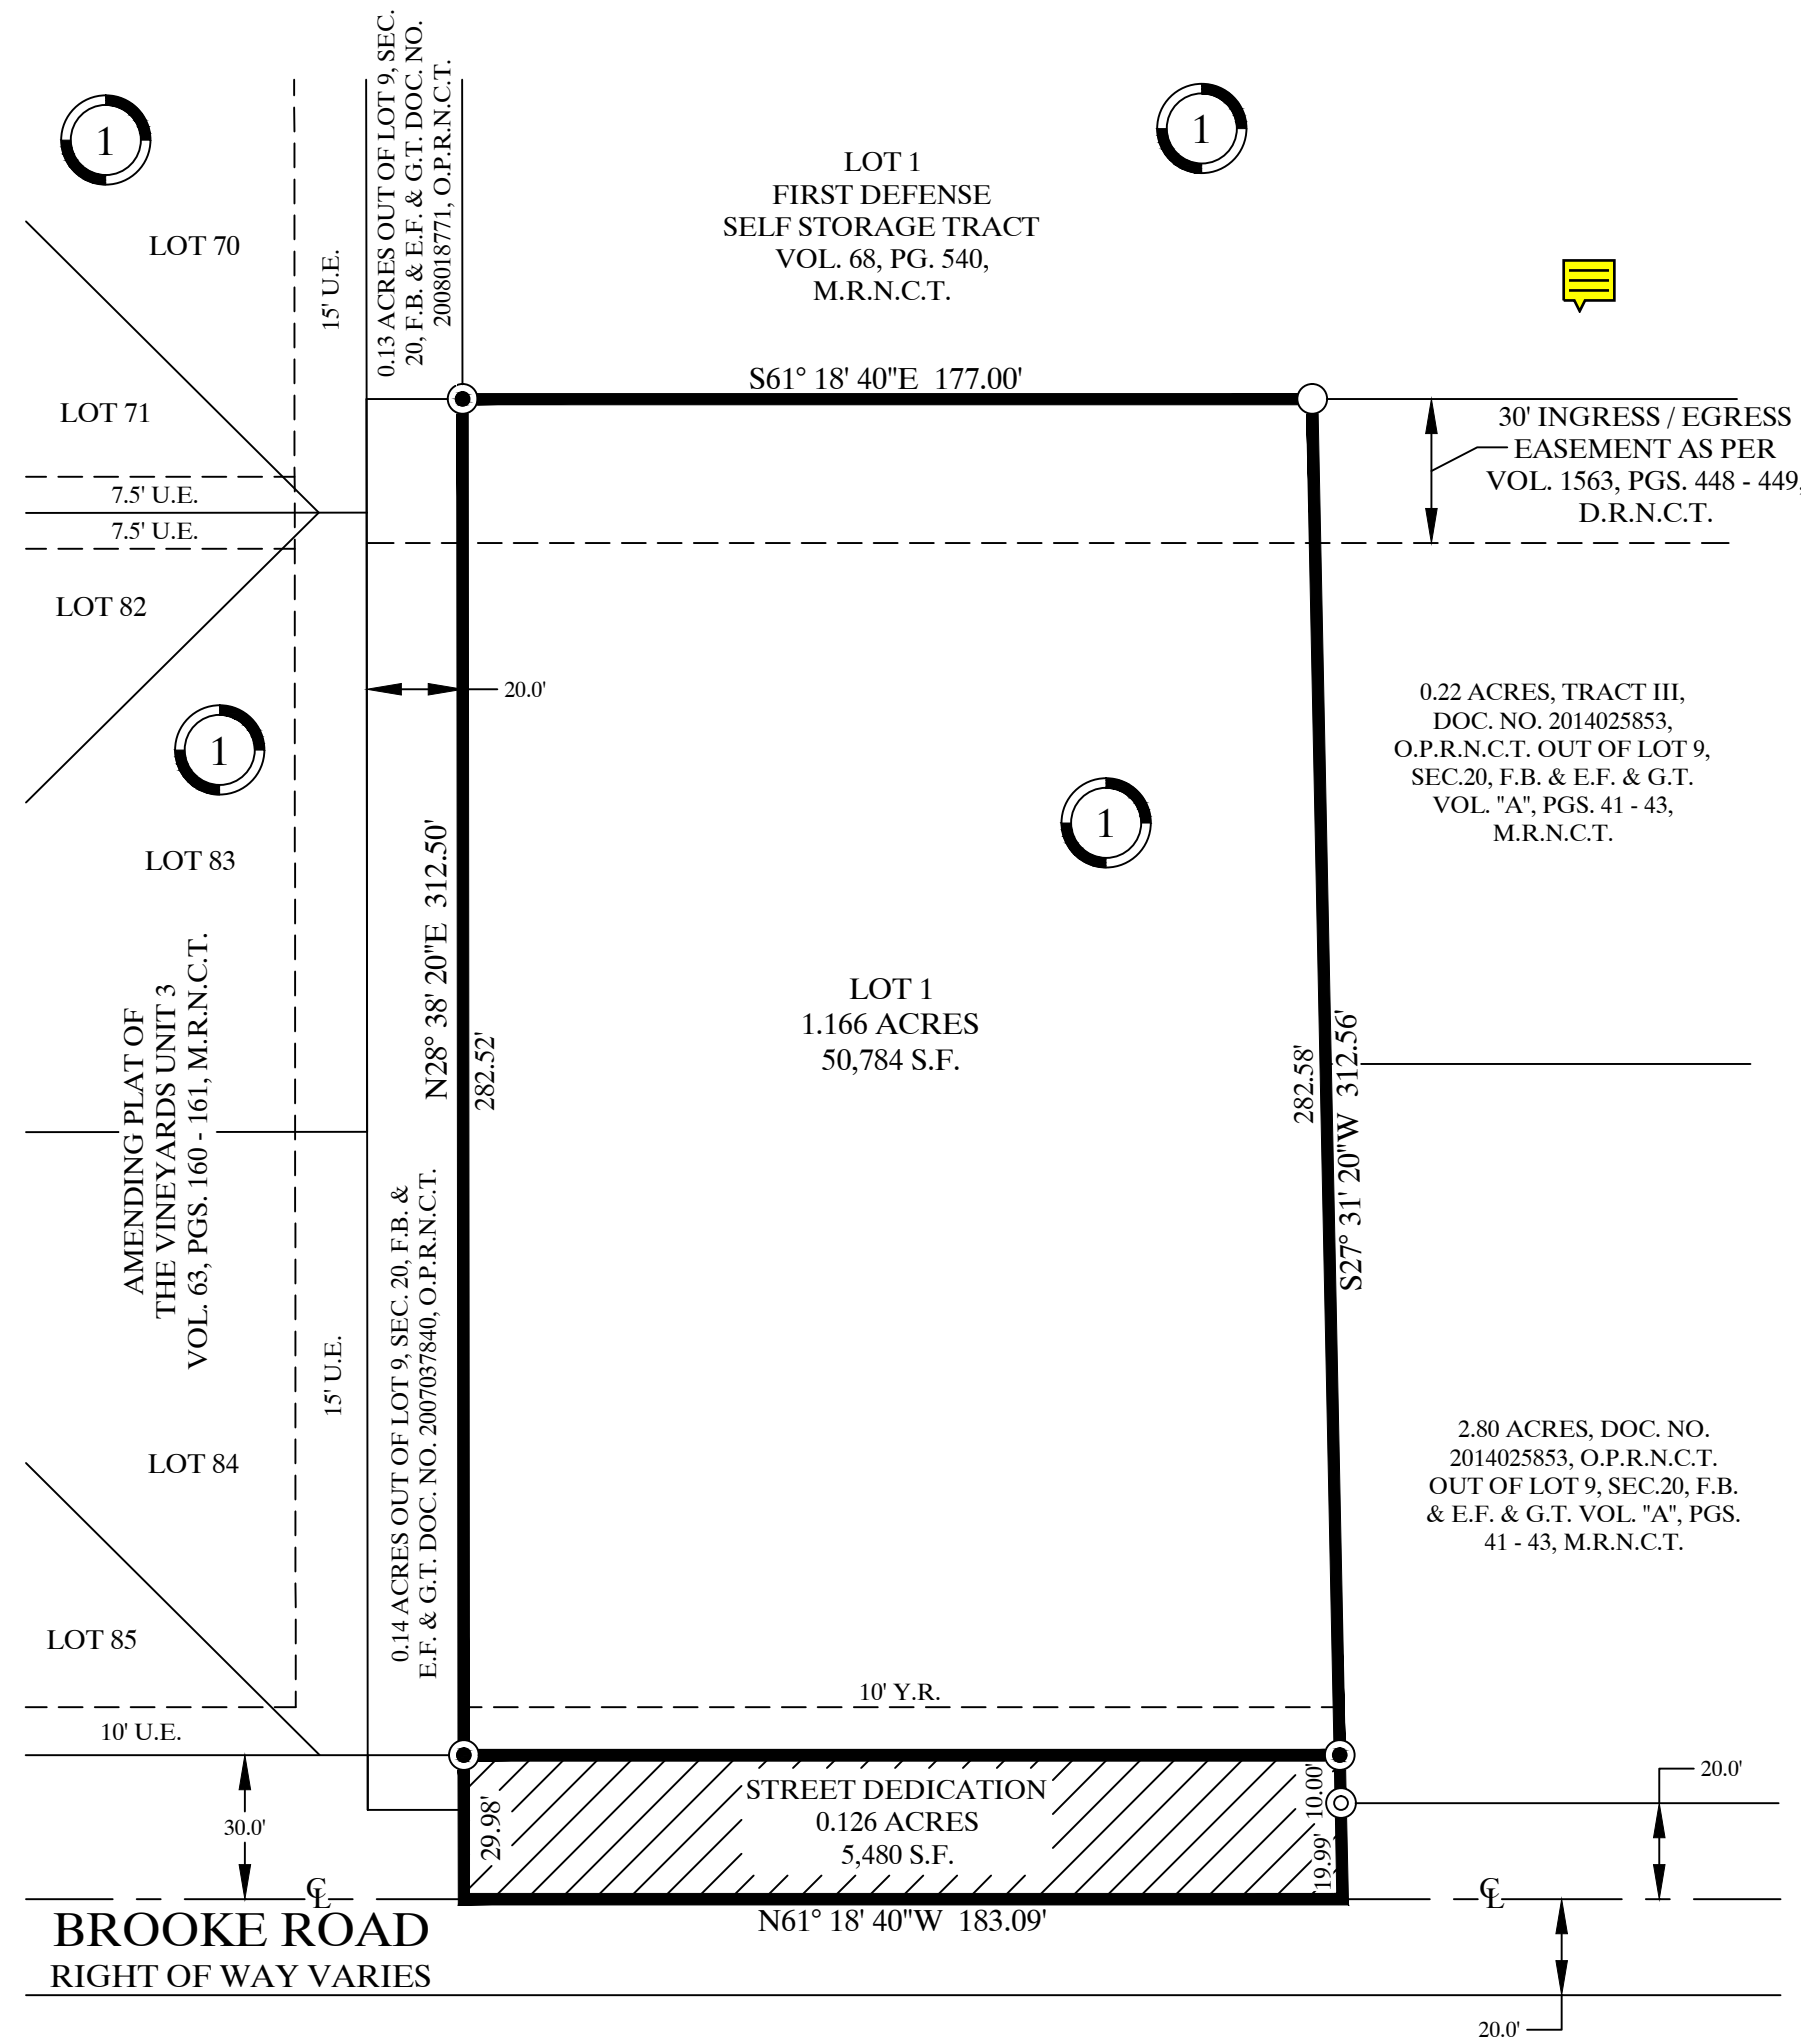 0.13 ACRES OUT OF LOT 9, SEC.
20, F.B. & E.F. & G.T. DOC. NO.
2008018771, O.P.R.N.C.T.
1
1
LOT 1
FIRST DEFENSE
SELF STORAGE TRACT
VOL. 68, PG. 540,
M.R.N.C.T.
LOT 70
15' U.E.
S61° 18' 40"E 177.00'
LOT 71
30' INGRESS / EGRESS
EASEMENT AS PER
VOL. 1563, PGS. 448 - 449,
D.R.N.C.T.
7.5' U.E.
7.5' U.E.
LOT 82
20.0'
0.22 ACRES, TRACT III,
DOC. NO. 2014025853,
O.P.R.N.C.T. OUT OF LOT 9,
SEC.20, F.B. & E.F. & G.T.
VOL. "A", PGS. 41 - 43,
M.R.N.C.T.
1
1
LOT 83
N28° 38' 20"E 312.50'
282.52'
LOT 1
1.166 ACRES
50,784 S.F.
282.58'
S27° 31' 20"W 312.56'
AMENDING PLAT OF
THE VINEYARDS UNIT 3
VOL. 63, PGS. 160 - 161, M.R.N.C.T.
0.14 ACRES OUT OF LOT 9, SEC. 20, F.B. &
E.F. & G.T. DOC. NO. 2007037840, O.P.R.N.C.T.
15' U.E.
LOT 84
2.80 ACRES, DOC. NO.
2014025853, O.P.R.N.C.T.
OUT OF LOT 9, SEC.20, F.B.
& E.F. & G.T. VOL. "A", PGS.
41 - 43, M.R.N.C.T.
LOT 85
10' Y.R.
10' U.E.
STREET DEDICATION
0.126 ACRES
5,480 S.F.
29.98'
10.00'
19.99'
20.0'
30.0'
℄
℄
BROOKE ROAD
RIGHT OF WAY VARIES
N61° 18' 40"W 183.09'
20.0'